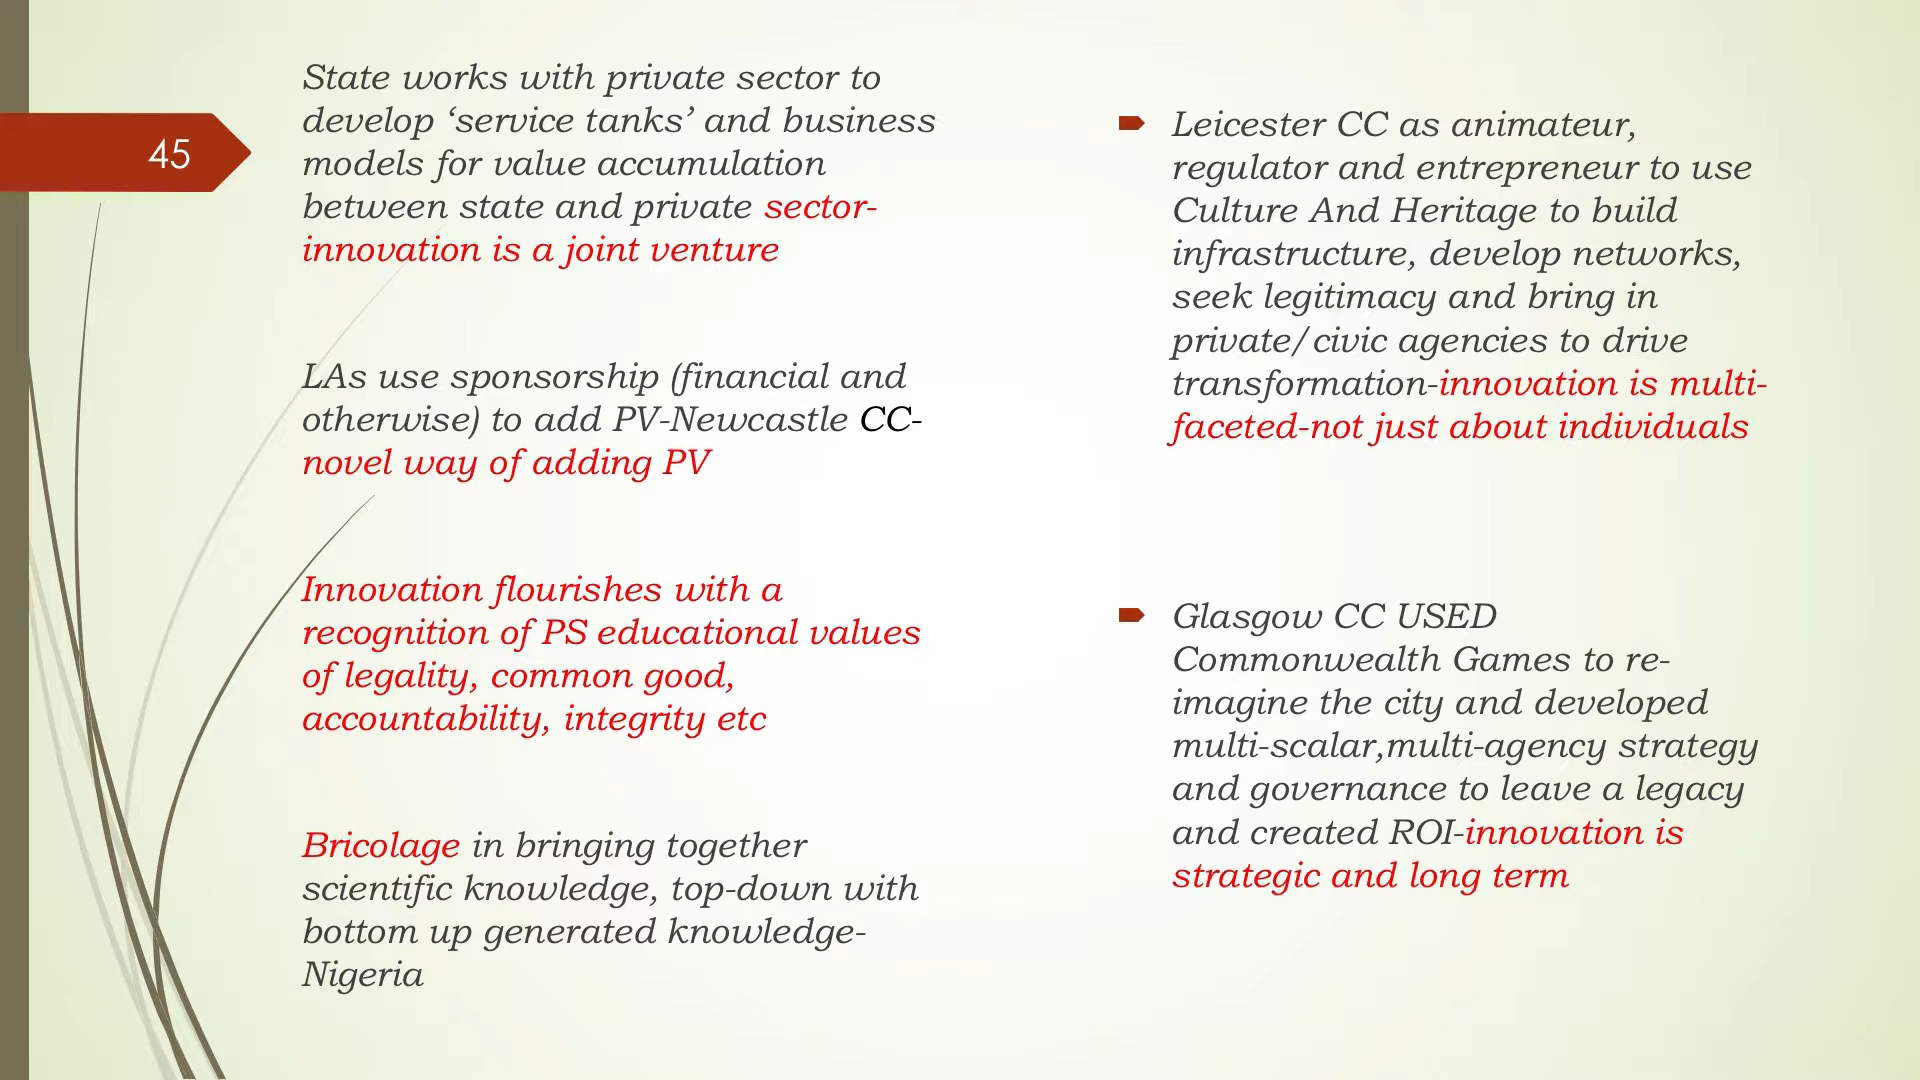 45
State works with private sector to
develop ‘service tanks’ and business
models for value accumulation
between state and private sector-
innovation is a joint venture
LAs use sponsorship (financial and
otherwise) to add PV-Newcastle CC-
novel way of adding PV
Innovation flourishes with a
recognition of PS educational values
of legality, common good,
accountability, integrity etc
Bricolage in bringing together
scientific knowledge, top-down with
bottom up generated knowledge-
Nigeria
Leicester CC as animateur,
regulator and entrepreneur to use
Culture And Heritage to build
infrastructure, develop networks,
seek legitimacy and bring in
private/civic agencies to drive
transformation-innovation is multi-
faceted-not just about individuals
Glasgow CC USED
Commonwealth Games to re-
imagine the city and developed
multi-scalar,multi-agency strategy
and governance to leave a legacy
and created ROI-innovation is
strategic and long term